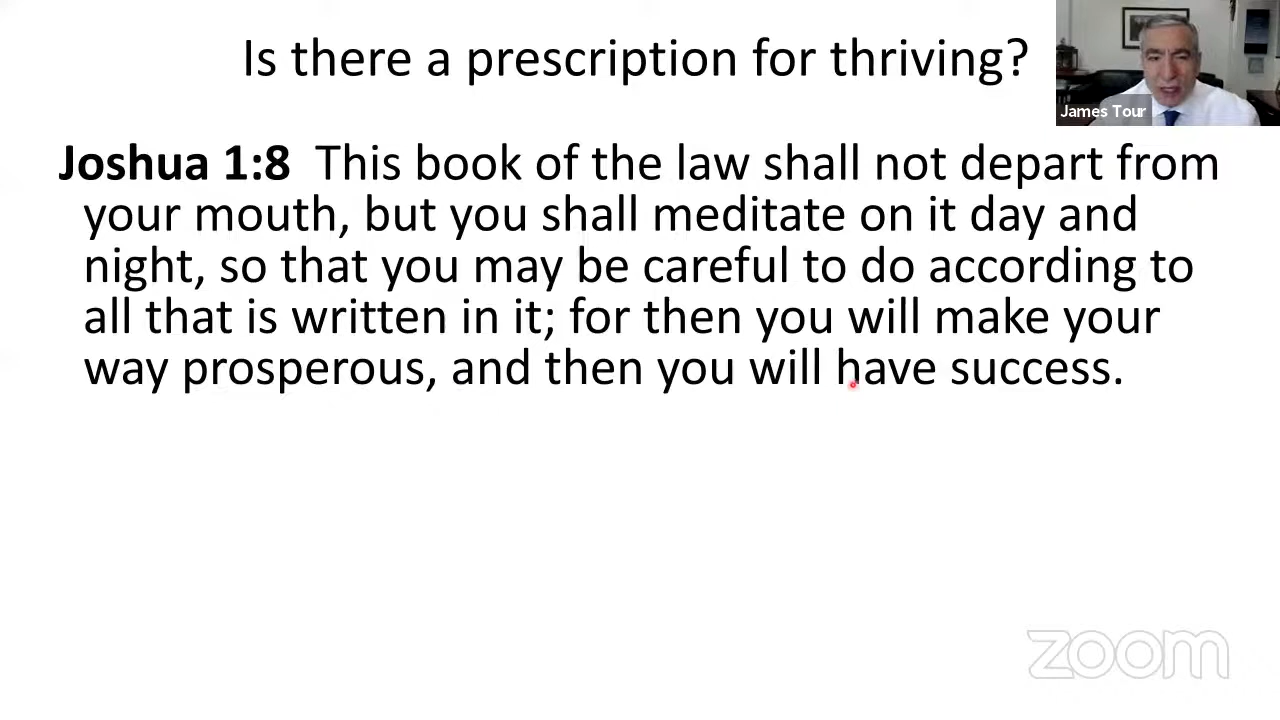 Is there a prescription for thriving?
James Tour
Joshua 1:8 This book of the law shall not depart from
your mouth, but you shall meditate on it day and
night, so that you may be careful to do according to
all that is written in it; for then you will make your
way prosperous, and then you will have success.
zoom